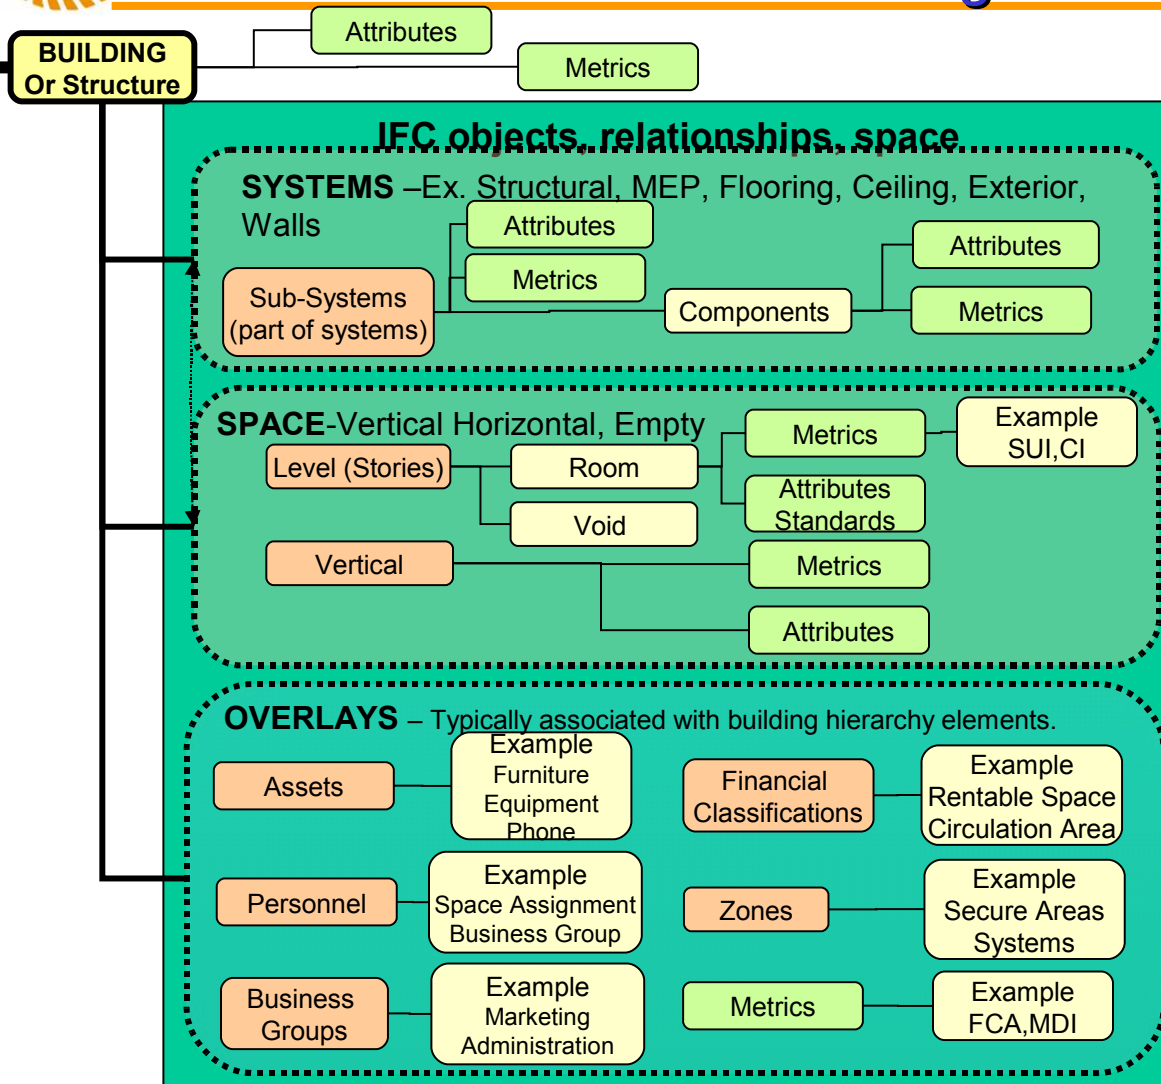 BUILDING
Or Structure
Attributes
Metrics
IFC objects, relationships, space
SYSTEMS –Ex. Structural, MEP, Flooring, Ceiling, Exterior,
Walls
Attributes
Metrics
Sub-Systems
(part of systems)
Components
Attributes
Metrics
SPACE-Vertical Horizontal, Empty
Level (Stories)
Room
Void
Metrics
Example
SUI,CI
Attributes
Standards
Vertical
Metrics
Attributes
OVERLAYS – Typically associated with building hierarchy elements.
Assets
Example
Furniture
Equipment
Phone
Financial
Classifications
Example
Rentable Space
Circulation Area
Personnel
Example
Space Assignment
Business Group
Zones
Example
Secure Areas
Systems
Business
Groups
Example
Marketing
Administration
Metrics
Example
FCA,MDI